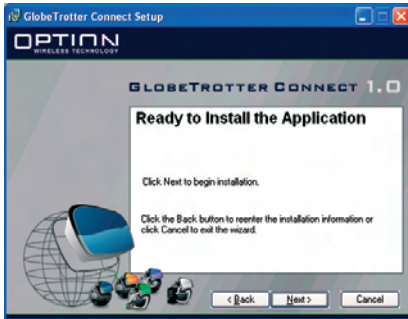 GlobeTrotter Connect Setup
OPTION
WIRELESS TECHNOLOGY
GLOBETROTTER CONNECT 1.0
Ready to Install the Application
Click Next to begin installation.
Click the Back button to reenter the installation information or
click Cancel to exit the wizard.
< Back
Next >
Cancel